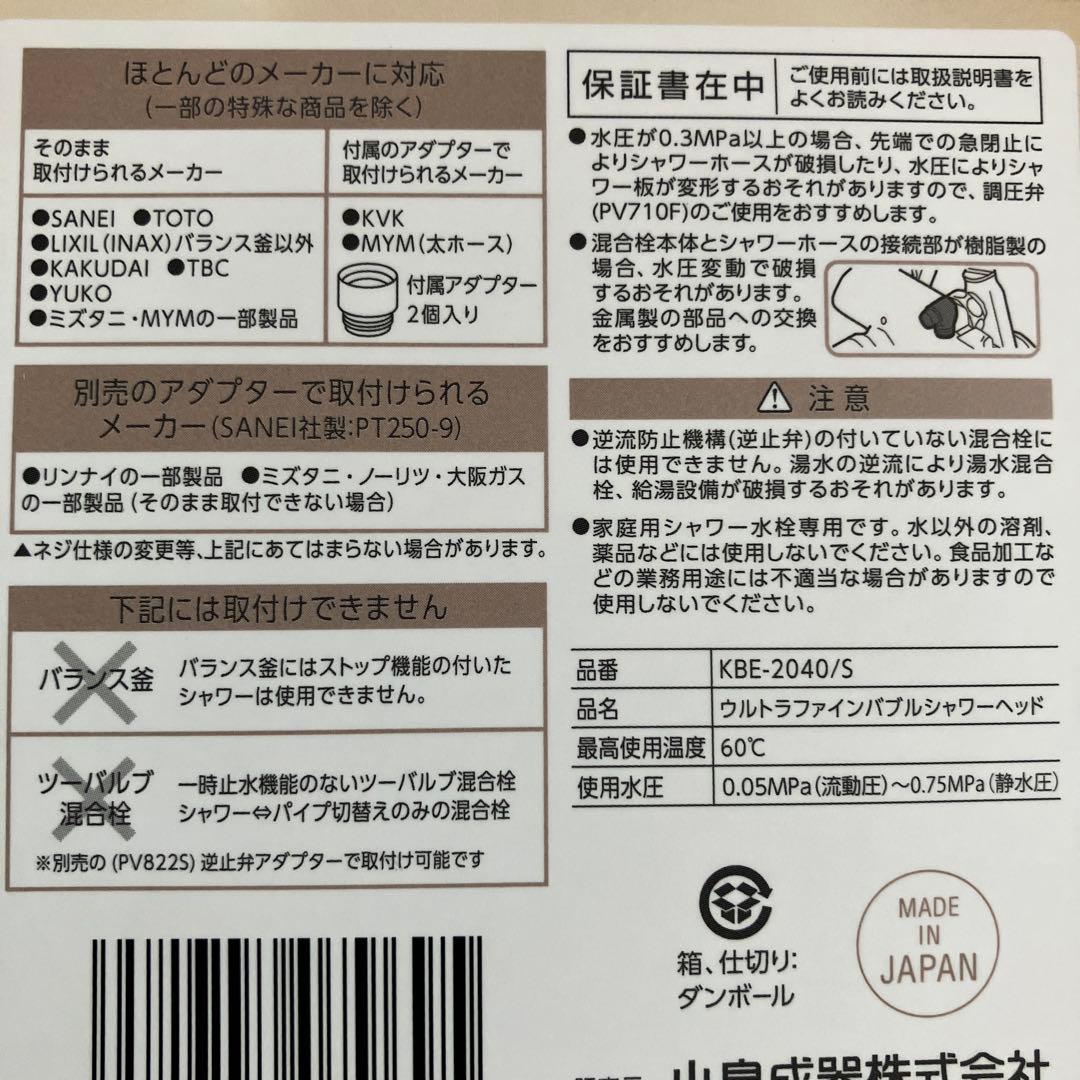 ほとんどのメーカーに対応
(一部の特殊な商品を除く)
そのまま
取付けられるメーカー
付属のアダプターで
取付けられるメーカー
●SANEI ●TOTO
●LIXIL(INAX)バランス釜以外
●KAKUDAI ●TBC
●YUKO
●ミズタニ・MYMの一部製品
●KVK
●MYM(太ホース)
付属アダプター
2個入り
別売のアダプターで取付けられる
メーカー(SANEI社製:PT250-9)
●リンナイの一部製品 ●ミズタニ・ノーリツ・大阪ガス
の一部製品(そのまま取付できない場合)
▲ネジ仕様の変更等、上記にあてはまらない場合があります。
下記には取付けできません
バランス釜
バランス釜にはストップ機能の付いた
シャワーは使用できません。
ツーバルブ
混合栓
一時止水機能のないツーバルブ混合栓
シャワー⇔パイプ切替えのみの混合栓
※別売の(PV822S)逆止弁アダプターで取付け可能です
保証書在中
ご使用前には取扱説明書を
よくお読みください。
●水圧が0.3MPa以上の場合、先端での急閉止に
よりシャワーホースが破損したり、水圧によりシャ
ワー板が変形するおそれがありますので、調圧弁
(PV710F)のご使用をおすすめします。
●混合栓本体とシャワーホースの接続部が樹脂製の
場合、水圧変動で破損
するおそれがあります。
金属製の部品への交換
をおすすめします。
注意
●逆流防止機構(逆止弁)の付いていない混合栓に
は使用できません。湯水の逆流により湯水混合
栓、給湯設備が破損するおそれがあります。
●家庭用シャワー水栓専用です。水以外の溶剤、
薬品などには使用しないでください。食品加工な
どの業務用途には不適当な場合がありますので
使用しないでください。
品番 KBE-2040/S
品名 ウルトラファインバブルシャワーヘッド
最高使用温度 60℃
使用水圧 0.05MPa(流動圧)~0.75MPa(静水圧)
箱、仕切り:
ダンボール
MADE
IN
JAPAN